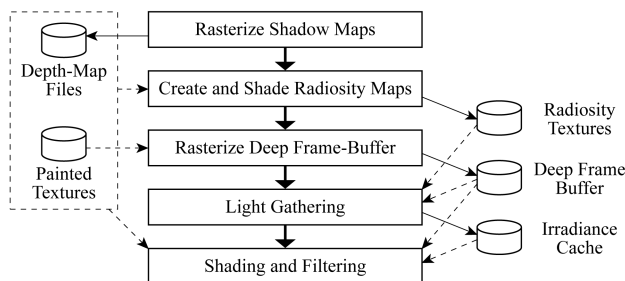 Rasterize Shadow Maps
Depth-Map
Files
Create and Shade Radiosity Maps
Radiosity
Textures
Rasterize Deep Frame-Buffer
Painted
Textures
Deep Frame
Buffer
Light Gathering
Irradiance
Cache
Shading and Filtering